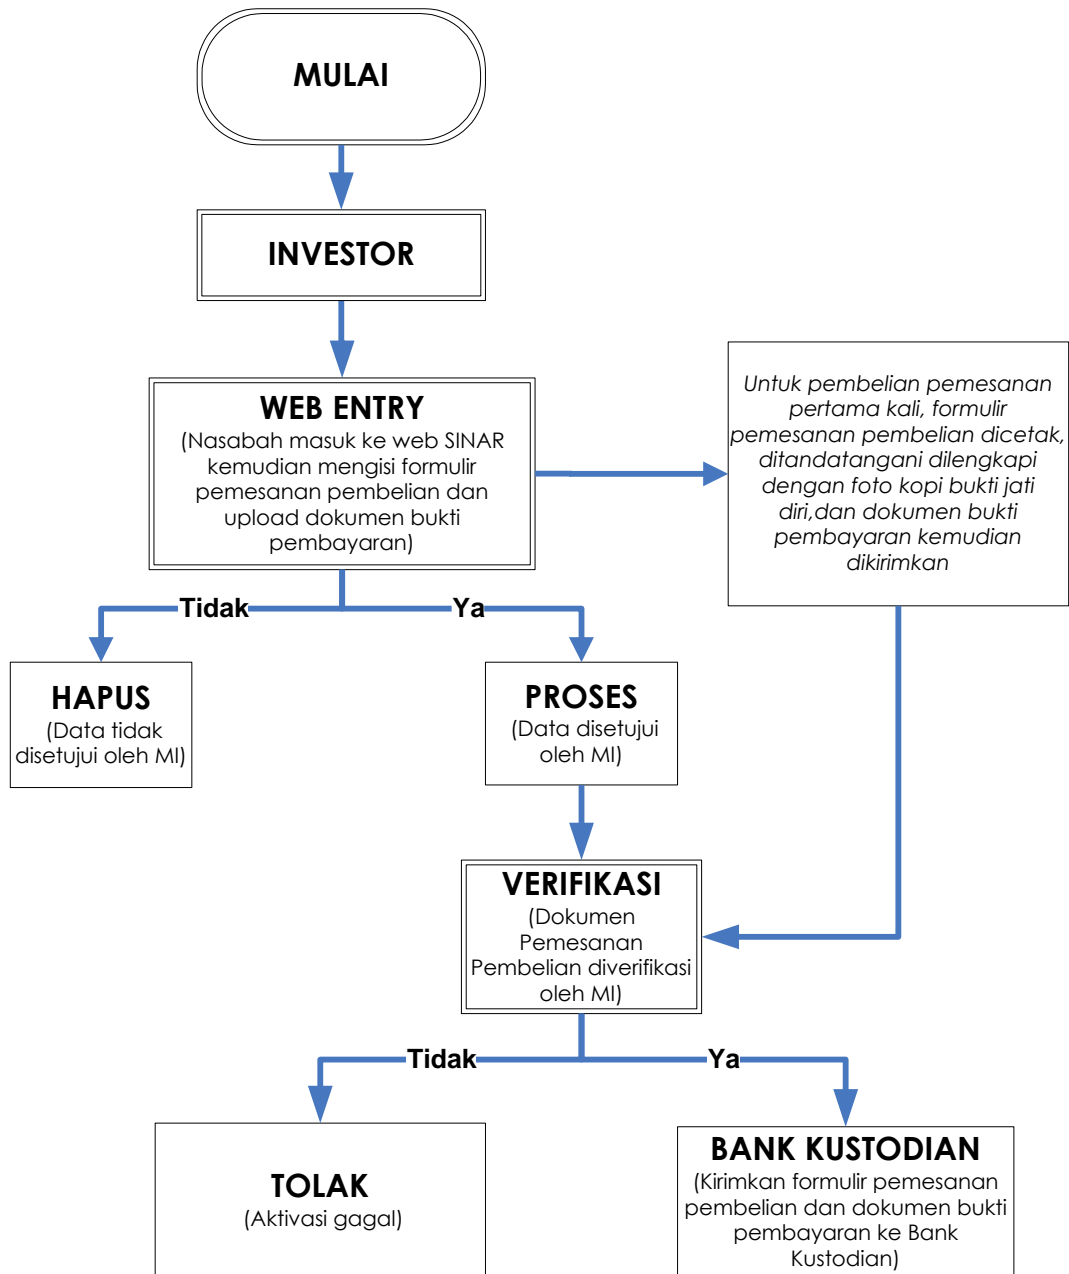 MULAI
INVESTOR
WEB ENTRY
(Nasabah masuk ke web SINAR
kemudian mengisi formulir
pemesanan pembelian dan
upload dokumen bukti
pembayaran)
Untuk pembelian pemesanan
pertama kali, formulir
pemesanan pembelian dicetak,
ditandatangani dilengkapi
dengan foto kopi bukti jati
diri,dan dokumen bukti
pembayaran kemudian
dikirimkan
Tidak
Ya
HAPUS
(Data tidak
disetujui oleh MI)
PROSES
(Data disetujui
oleh MI)
VERIFIKASI
(Dokumen
Pemesanan
Pembelian diverifikasi
oleh MI)
Tidak
Ya
TOLAK
(Aktivasi gagal)
BANK KUSTODIAN
(Kirimkan formulir pemesanan
pembelian dan dokumen bukti
pembayaran ke Bank
Kustodian)